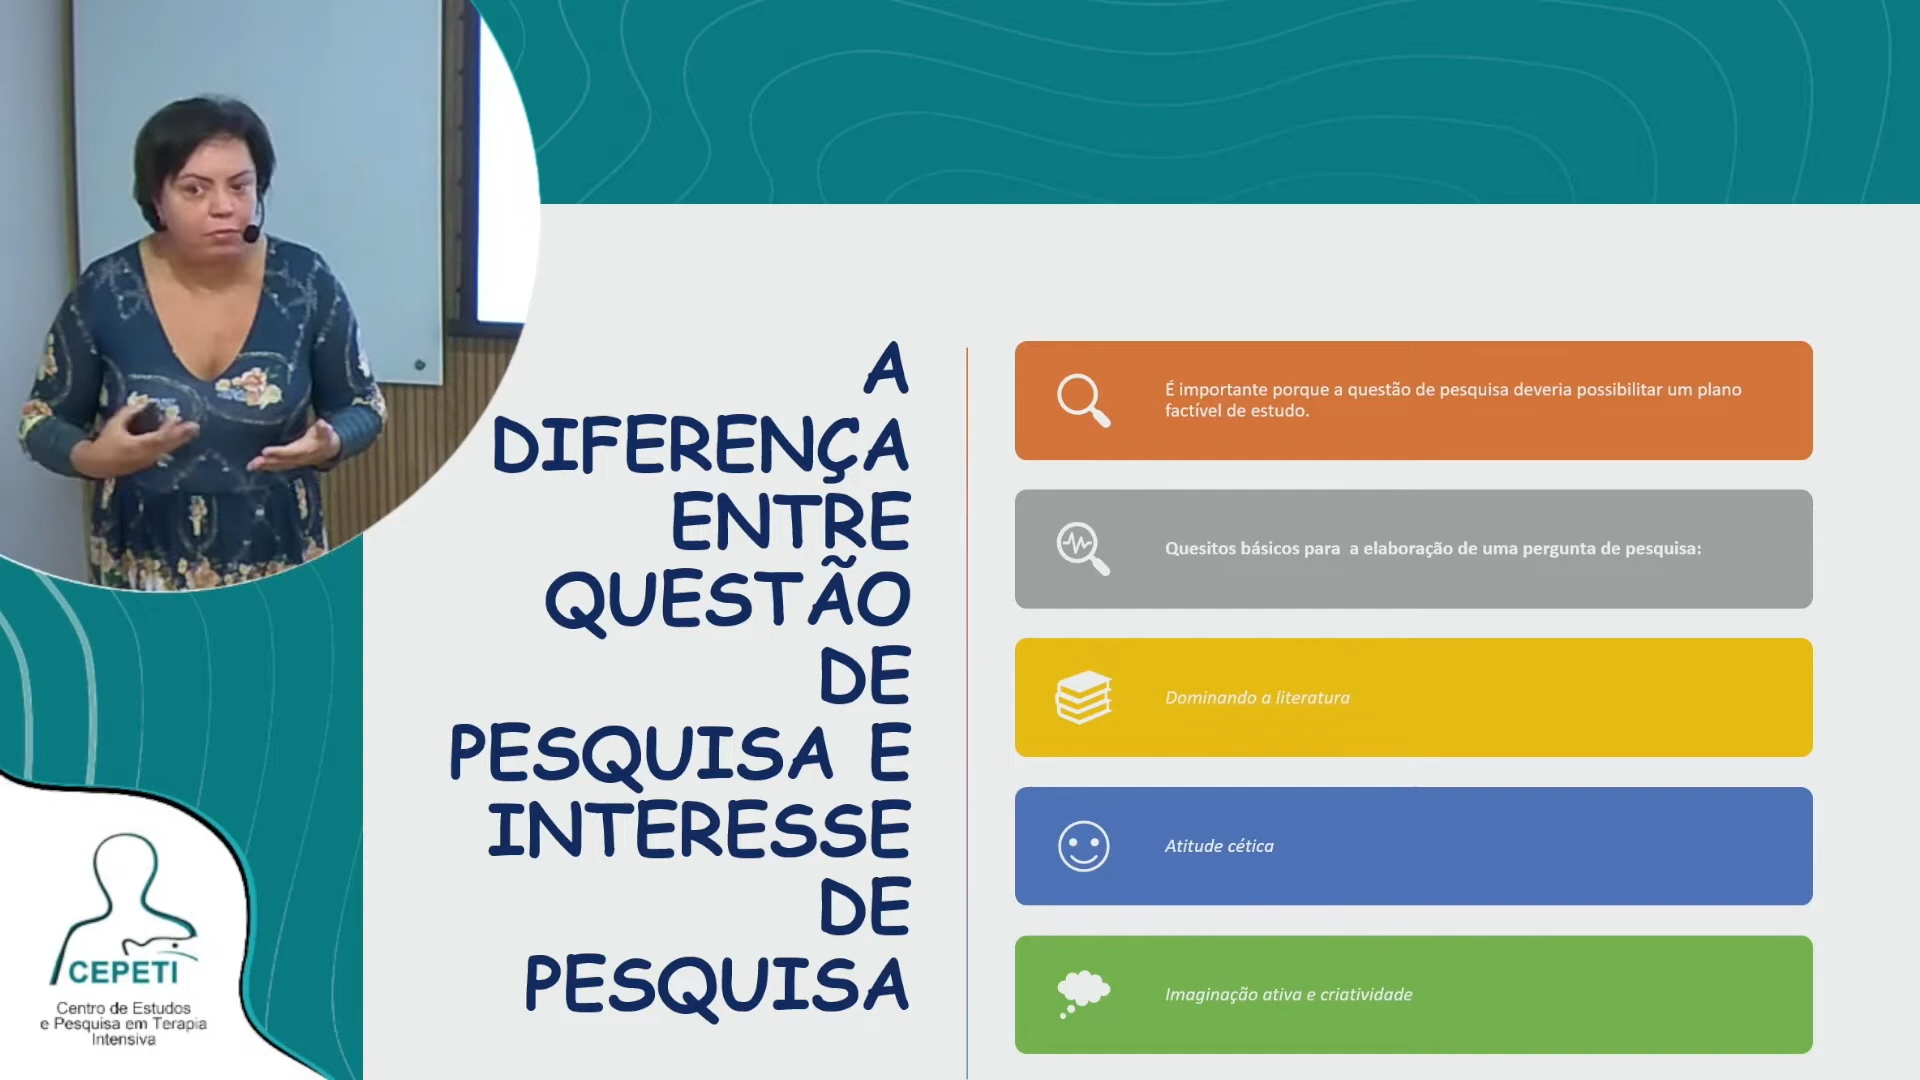 A
DIFERENÇA
ENTRE
QUESTÃO
DE
PESQUISA E
INTERESSE
DE
PESQUISA
É importante porque a questão de pesquisa deveria possibilitar um plano
factível de estudo.
Quesitos básicos para  a elaboração de uma pergunta de pesquisa:
Dominando a literatura
Atitude cética
Imaginação ativa e criatividade
CEPETI
Centro de Estudos
e Pesquisa em Terapia
Intensiva